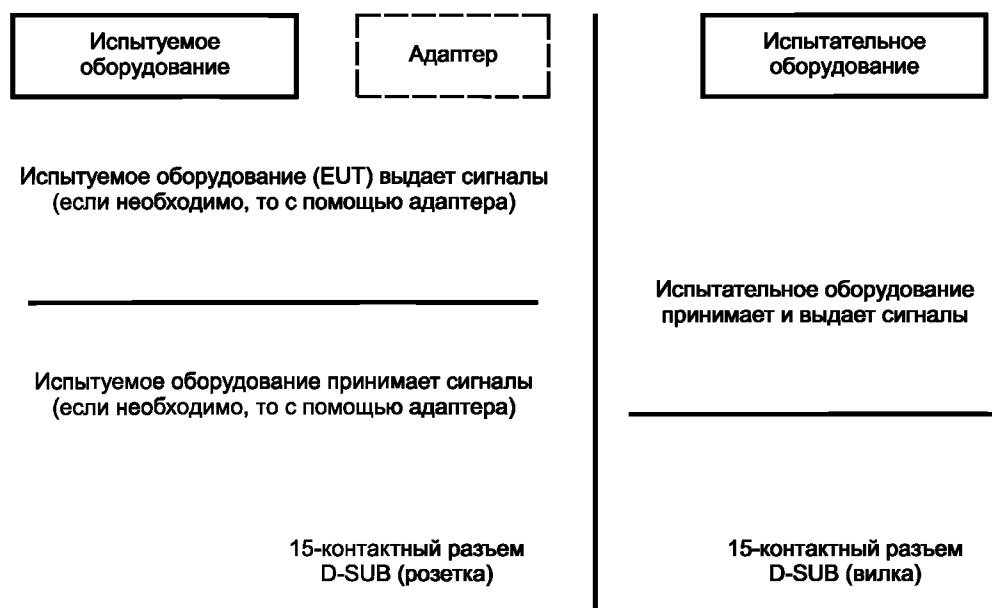 Испытуемое
оборудование
Адаптер
Испытательное
оборудование
Испытуемое оборудование (EUT) выдает сигналы
(если необходимо, то с помощью адаптера)
Испытательное оборудование
принимает и выдает сигналы
Испытуемое оборудование принимает сигналы
(если необходимо, то с помощью адаптера)
15-контактный разъем
D-SUB (розетка)
15-контактный разъем
D-SUB (вилка)